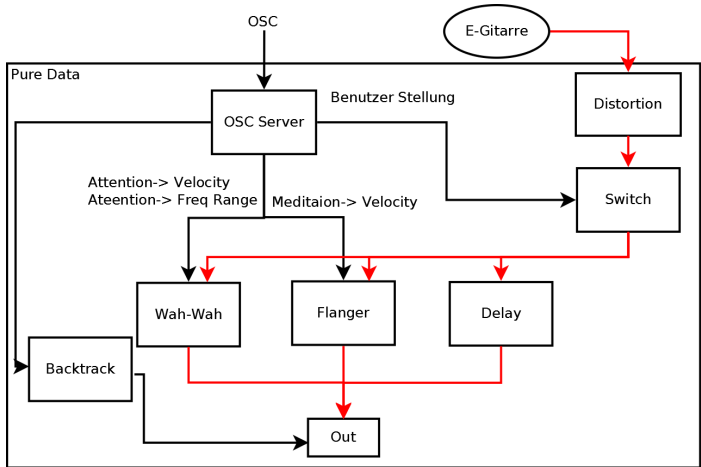 OSC
E-Gitarre
Pure Data
Distortion
Benutzer Stellung
OSC Server
Attention-> Velocity
Ateention-> Freq Range
Meditaion-> Velocity
Switch
Wah-Wah
Flanger
Delay
Backtrack
Out